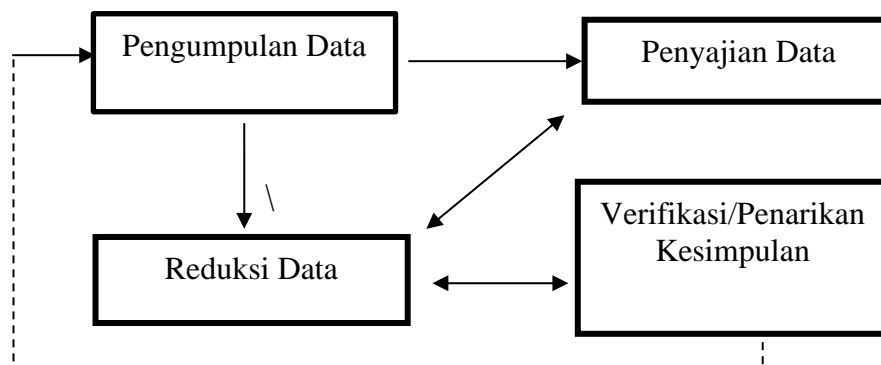 Pengumpulan Data
Penyajian Data
\
Verifikasi/Penarikan
Kesimpulan
Reduksi Data